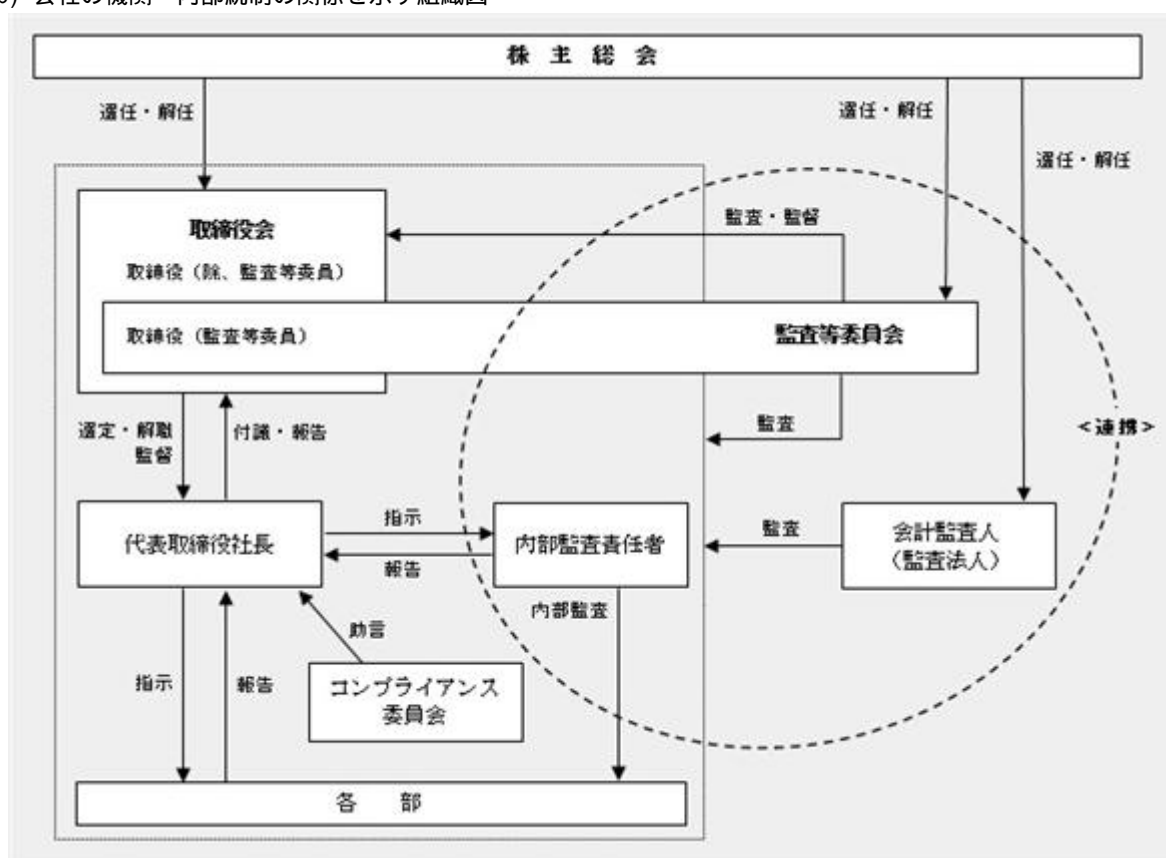 会社の機関・内部統制の関係を示す組織図
株主総会
選任・解任
選任・解任
選任・解任
取締役会
監査・監督
取締役（除、監査等委員）
取締役（監査等委員）
監査等委員会
選定・解職
監督
付議・報告
監査
＜連携＞
代表取締役社長
指示
報告
内部監査責任者
監査
会計監査人
（監査法人）
内部監査
助言
指示
報告
コンプライアンス
委員会
各部